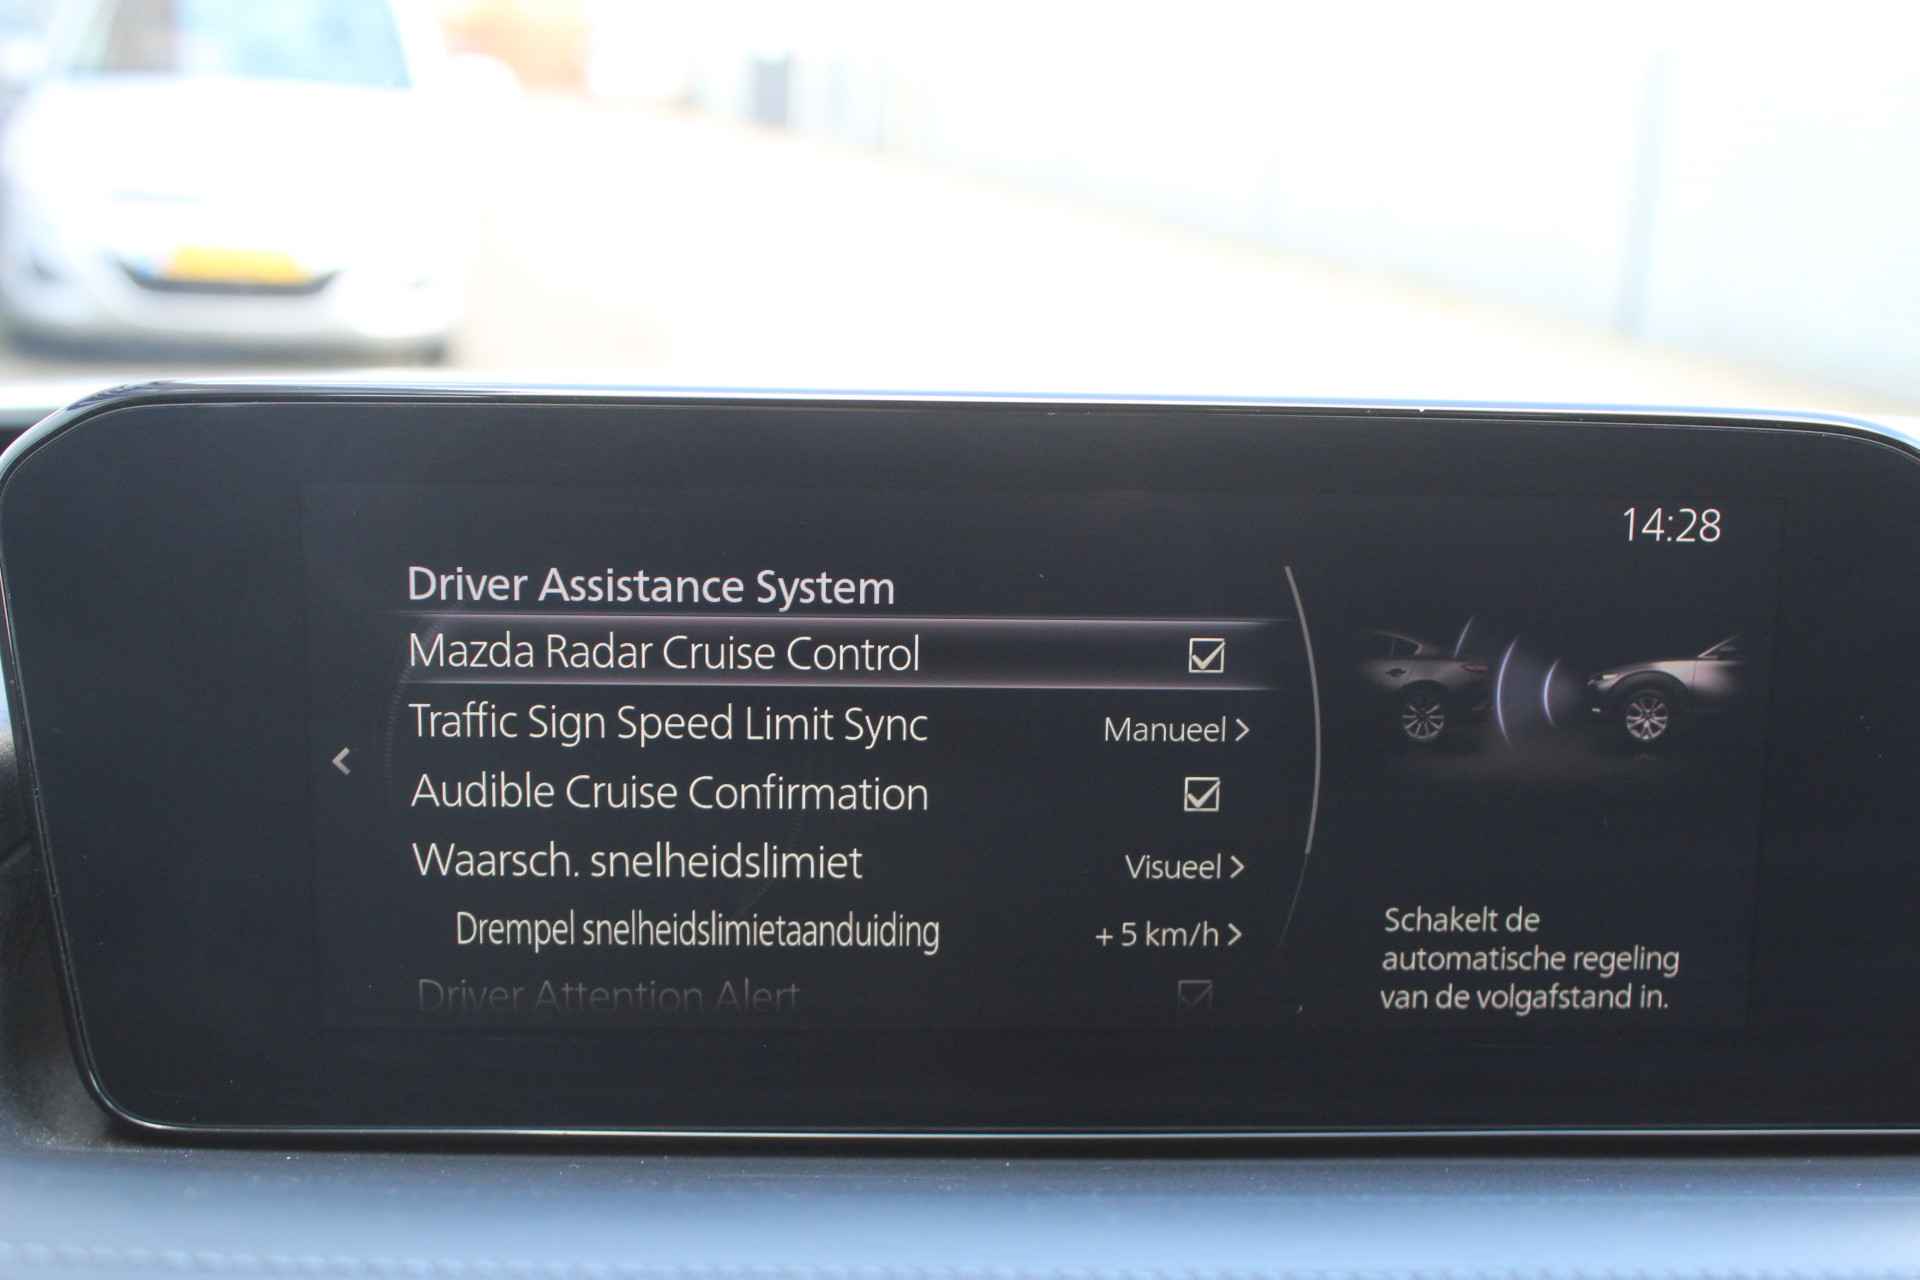 14:28
Driver Assistance System
Mazda Radar Cruise Control
Traffic Sign Speed Limit Sync Manueel >
Audible Cruise Confirmation
Waarsch. snelheidslimiet Visueel >
Drempel snelheidslimietaanduiding + 5 km/h >
Driver Attention Alert
Schakelt de
automatische regeling
van de volgafstand in.